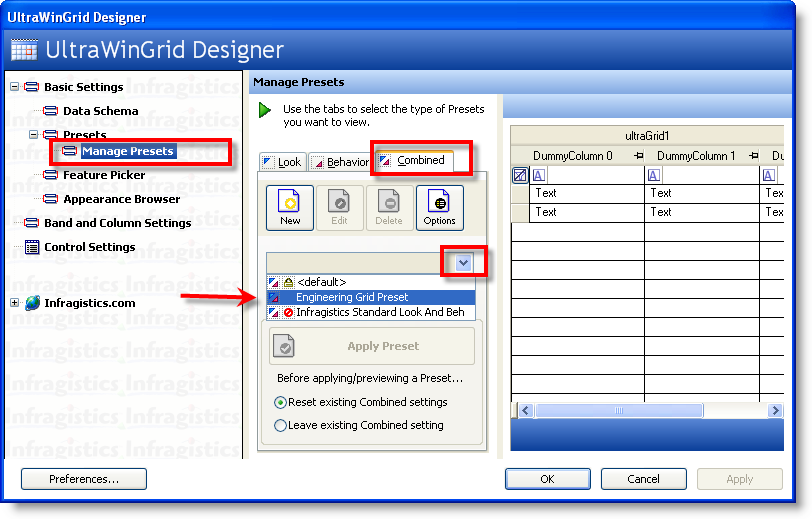 UltraWinGrid Designer
UltraWinGrid Designer
Basic Settings
Data Schema
Presets
Manage Presets
Feature Picker
Appearance Browser
Band and Column Settings
Control Settings
Infragistics.com
Manage Presets
Use the tabs to select the type of Presets
you want to view.
Look Behavior Combined
New Edit Delete Options
<default>
Engineering Grid Preset
Infragistics Standard Look And Beh
Apply Preset
Before applying/previewing a Preset...
Reset existing Combined settings
Leave existing Combined setting
ultraGrid1
DummyColumn 0 DummyColumn 1 Du
A A A
Text Text Tex
Text Text Tex
Infragistics Infragistics
Preferences... OK Cancel Apply